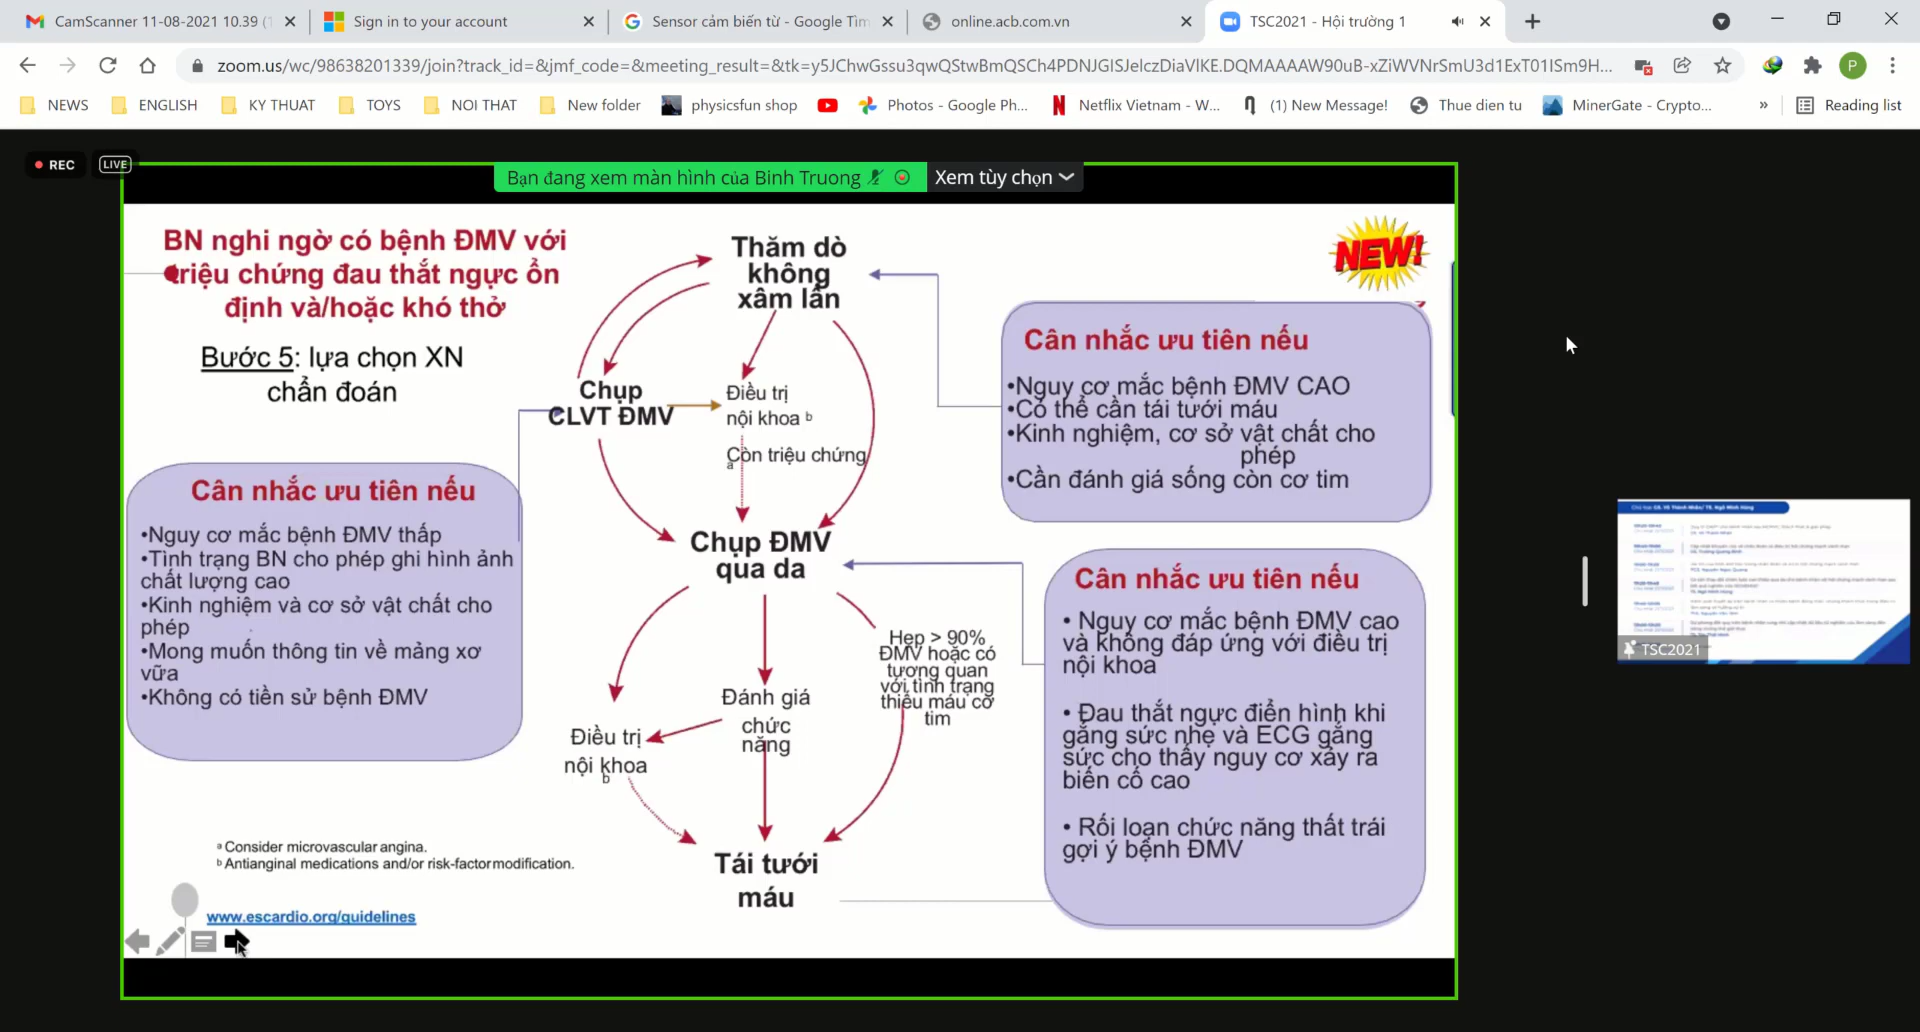 CamScanner 11-08-2021 10.39 (1
Sign in to your account
Sensor cảm biến từ - Google Tìm
online.acb.com.vn
TSC2021 - Hội trường 1
zoom.us/wc/98638201339/join?track_id=&jmf_code=&meeting_result=&tk=y5JChwGssu3qwQStwBmQSCh4PDNJGISJelczDiaVIKE.DQMAAAAW90uB-xZiWVNrSmU3d1ExT01ISm9H...
P
NEWS
ENGLISH
KY THUAT
TOYS
NOI THAT
New folder
physicsfun shop
Photos - Google Ph...
Netflix Vietnam - W...
(1) New Message!
Thue dien tu
MinerGate - Crypto...
»
Reading list
REC
LIVE
Bạn đang xem màn hình của Binh Truong
Xem tùy chọn
BN nghi ngờ có bệnh ĐMV với
triệu chứng đau thắt ngực ổn
định và/hoặc khó thở
Bước 5: lựa chọn XN
chẩn đoán
Thăm dò
không
xâm lấn
NEW!
Cân nhắc ưu tiên nếu
•Nguy cơ mắc bệnh ĐMV CAO
•Có thể cần tái tưới máu
•Kinh nghiệm, cơ sở vật chất cho
phép
•Cần đánh giá sống còn cơ tim
Chụp
CLVT ĐMV
Điều trị
nội khoa b
Còn triệu chứng
a
Cân nhắc ưu tiên nếu
•Nguy cơ mắc bệnh ĐMV thấp
•Tình trạng BN cho phép ghi hình ảnh
chất lượng cao
•Kinh nghiệm và cơ sở vật chất cho
phép
•Mong muốn thông tin về mảng xơ
vữa
•Không có tiền sử bệnh ĐMV
Chụp ĐMV
qua da
Cân nhắc ưu tiên nếu
• Nguy cơ mắc bệnh ĐMV cao
và không đáp ứng với điều trị
nội khoa
• Đau thắt ngực điển hình khi
gắng sức nhẹ và ECG gắng
sức cho thấy nguy cơ xảy ra
biến cố cao
• Rối loạn chức năng thất trái
gợi ý bệnh ĐMV
Hẹp > 90%
ĐMV hoặc có
tương quan
với tình trạng
thiếu máu cơ
tim
Đánh giá
chức
năng
Điều trị
nội khoa
b
Tái tưới
máu
a Consider microvascular angina.
b Antianginal medications and/or risk-factormodification.
www.escardio.org/guidelines
TSC2021